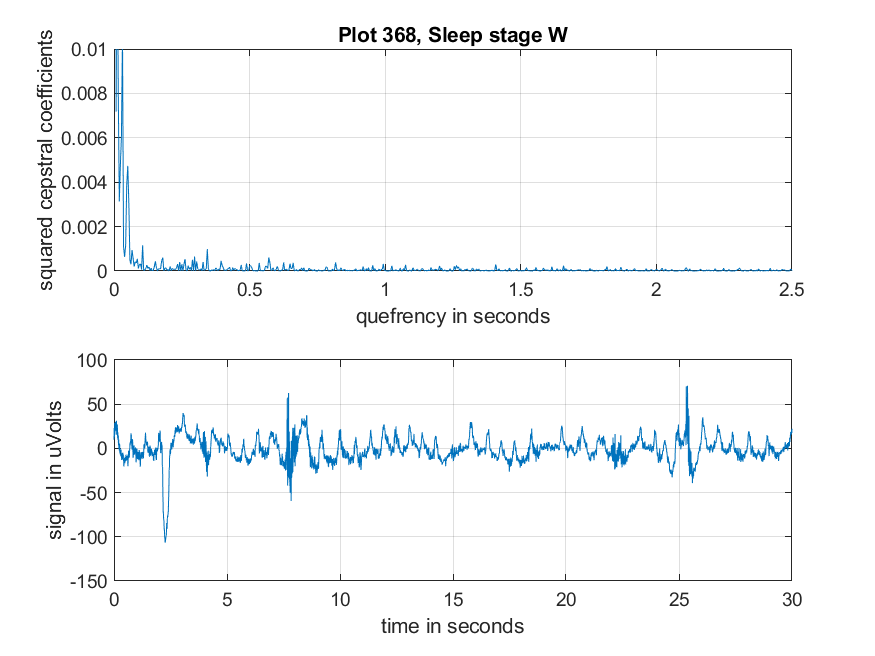 Plot 368, Sleep stage W
squared cepstral coefficients
0.01
0.008
0.006
0.004
0.002
0
0 0.5 1 1.5 2 2.5
quefrency in seconds
signal in uVolts
100
50
0
-50
-100
-150
0 5 10 15 20 25 30
time in seconds